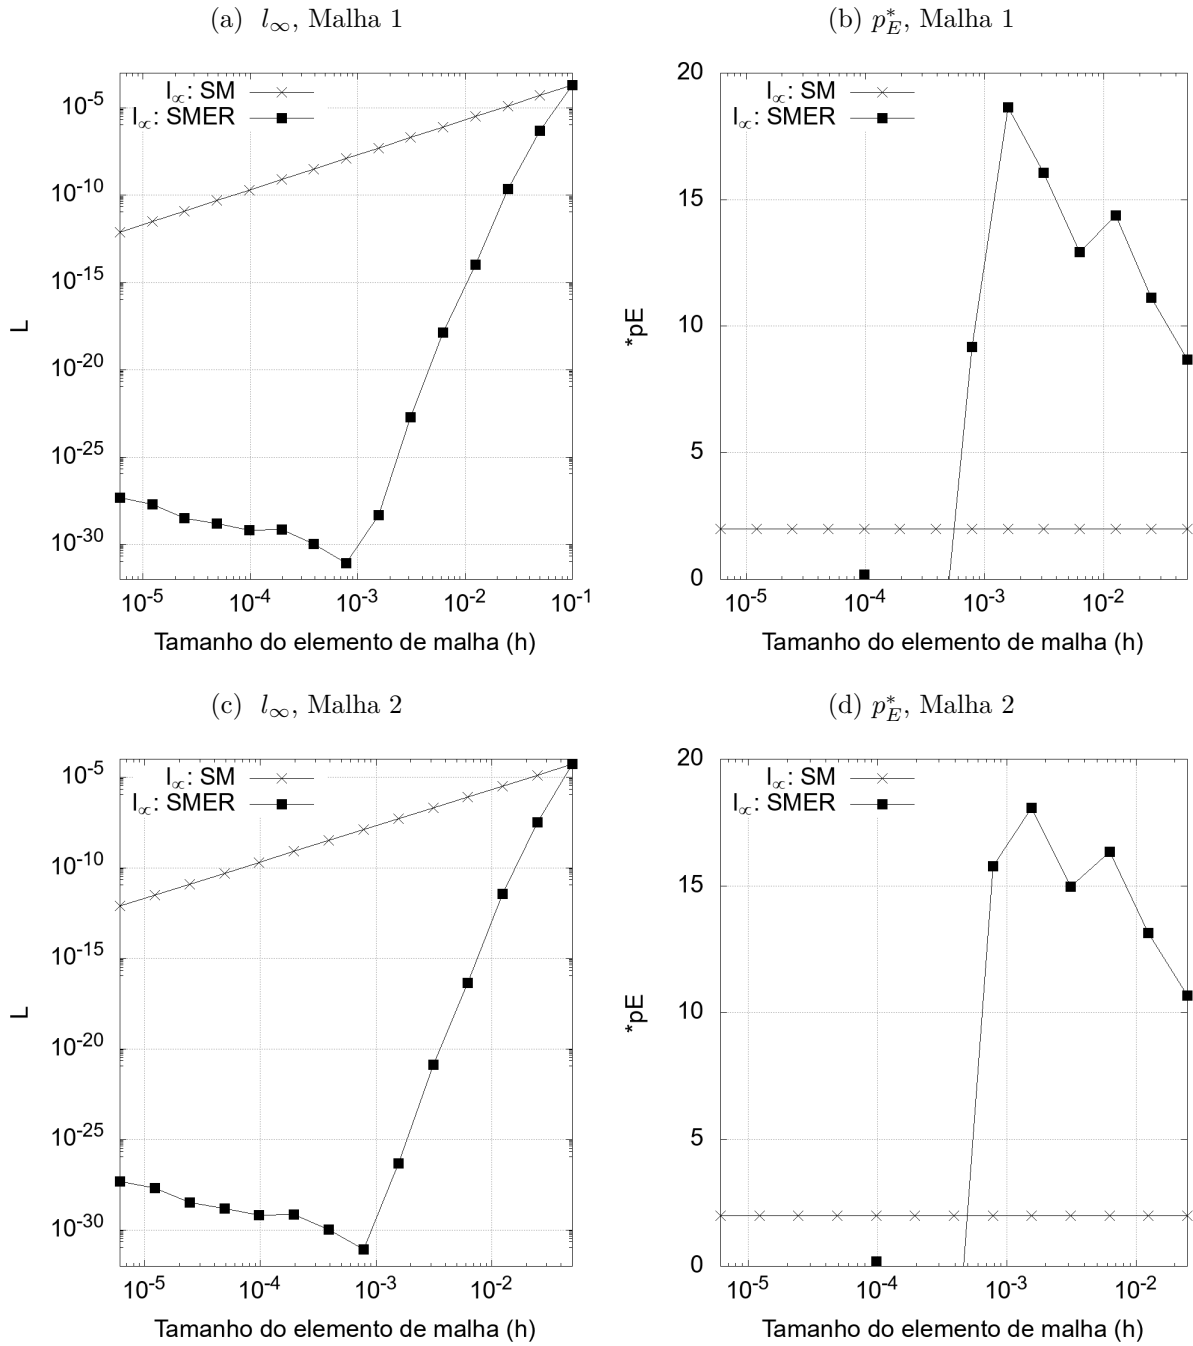 (a) l∞, Malha 1
l∞: SM
l∞: SMER
10⁻⁵
10⁻¹⁰
10⁻¹⁵
10⁻²⁰
10⁻²⁵
10⁻³⁰
L
10⁻⁵ 10⁻⁴ 10⁻³ 10⁻² 10⁻¹
Tamanho do elemento de malha (h)
(b) p*E, Malha 1
l∞: SM
l∞: SMER
20
15
10
5
0
*pE
10⁻⁵ 10⁻⁴ 10⁻³ 10⁻²
Tamanho do elemento de malha (h)
(c) l∞, Malha 2
l∞: SM
l∞: SMER
10⁻⁵
10⁻¹⁰
10⁻¹⁵
10⁻²⁰
10⁻²⁵
10⁻³⁰
L
10⁻⁵ 10⁻⁴ 10⁻³ 10⁻²
Tamanho do elemento de malha (h)
(d) p*E, Malha 2
l∞: SM
l∞: SMER
20
15
10
5
0
*pE
10⁻⁵ 10⁻⁴ 10⁻³ 10⁻²
Tamanho do elemento de malha (h)